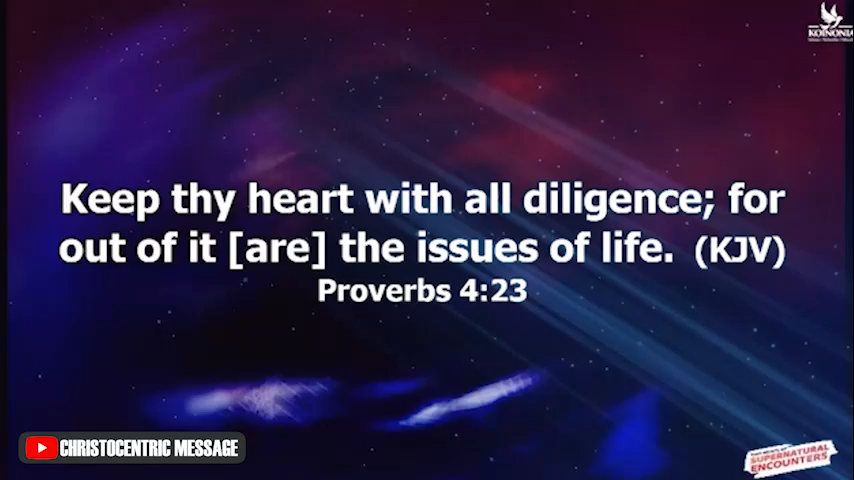 KOINONIA
Keep thy heart with all diligence; for
out of it [are] the issues of life. (KJV)
Proverbs 4:23
CHRISTOCENTRIC MESSAGE
SUPERNATURAL
ENCOUNTERS